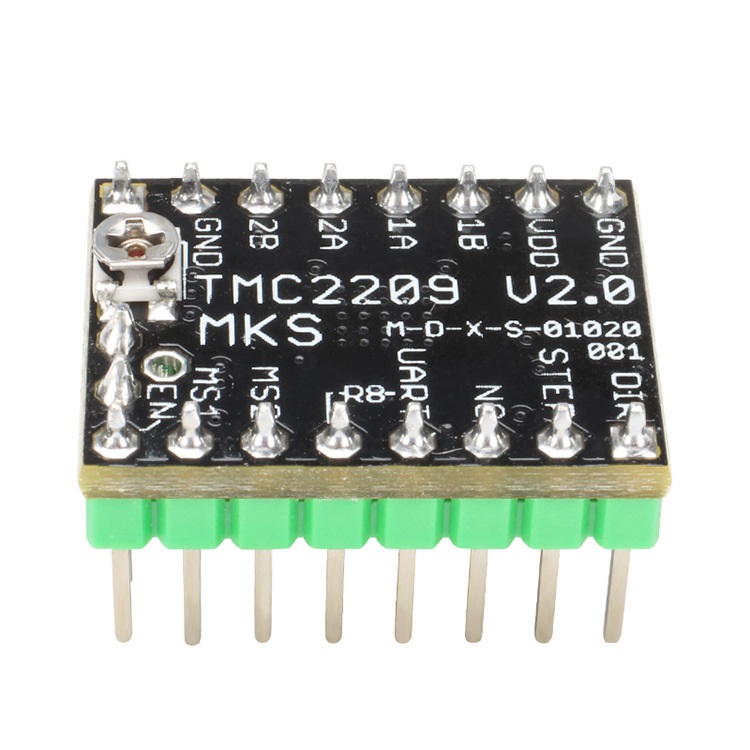 GND 2B 2A 1A 1B VDD GND
TMC2209 V2.0
MKS M-D-X-S-01020
001
EN MS1 MS2 R8 UART NC STEP DIR